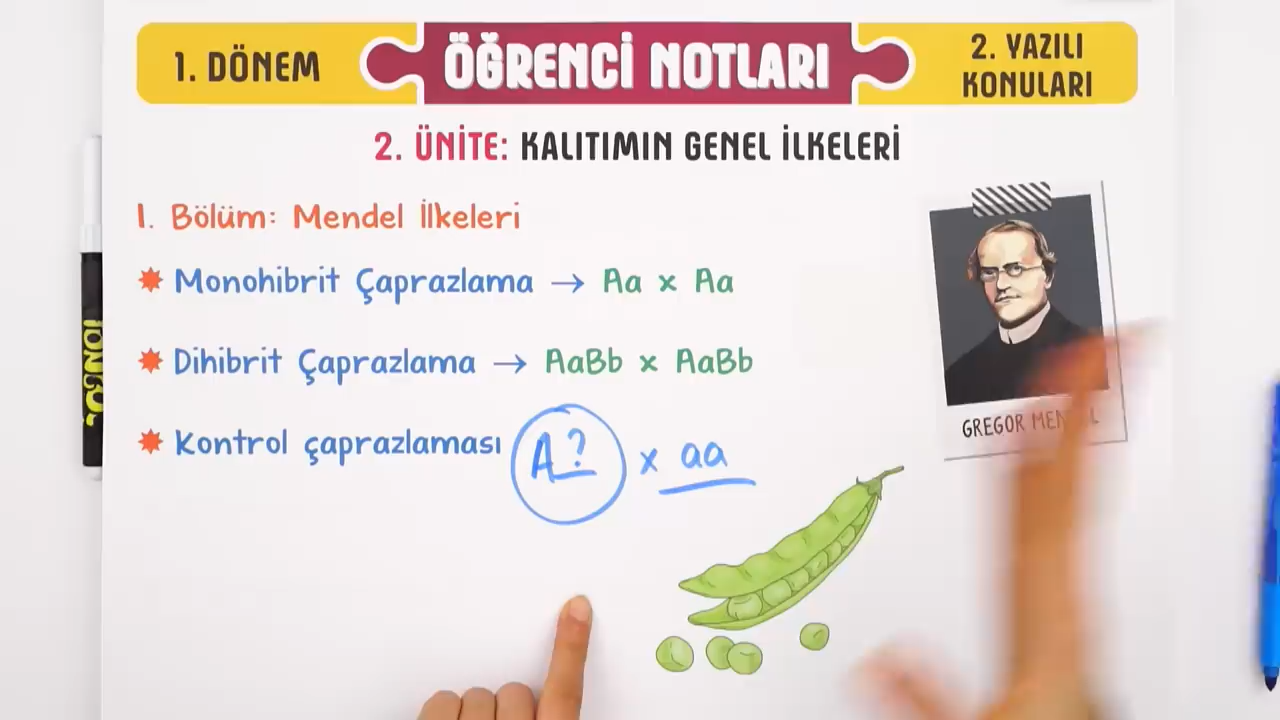 1. DÖNEM
ÖĞRENCİ NOTLARI
2. YAZILI
KONULARI
2. ÜNİTE: KALITIMIN GENEL İLKELERİ
1. Bölüm: Mendel İlkeleri
Monohibrit Çaprazlama → Aa x Aa
Dihibrit Çaprazlama → AaBb x AaBb
Kontrol çaprazlaması A? x aa
GREGOR